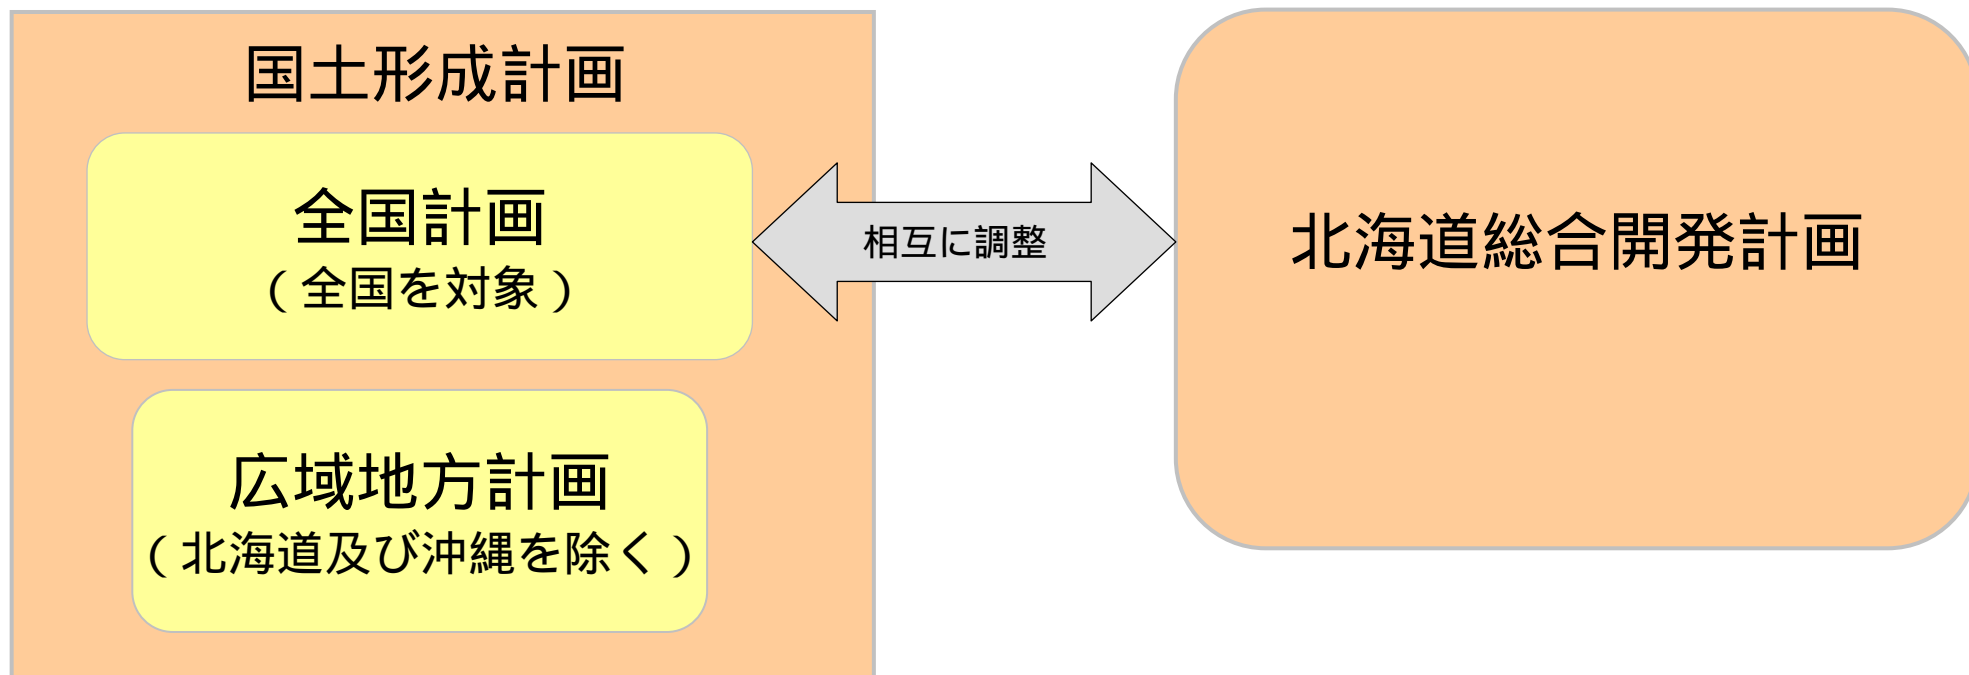 国土形成計画
全国計画
（全国を対象）
相互に調整
北海道総合開発計画
広域地方計画
（北海道及び沖縄を除く）